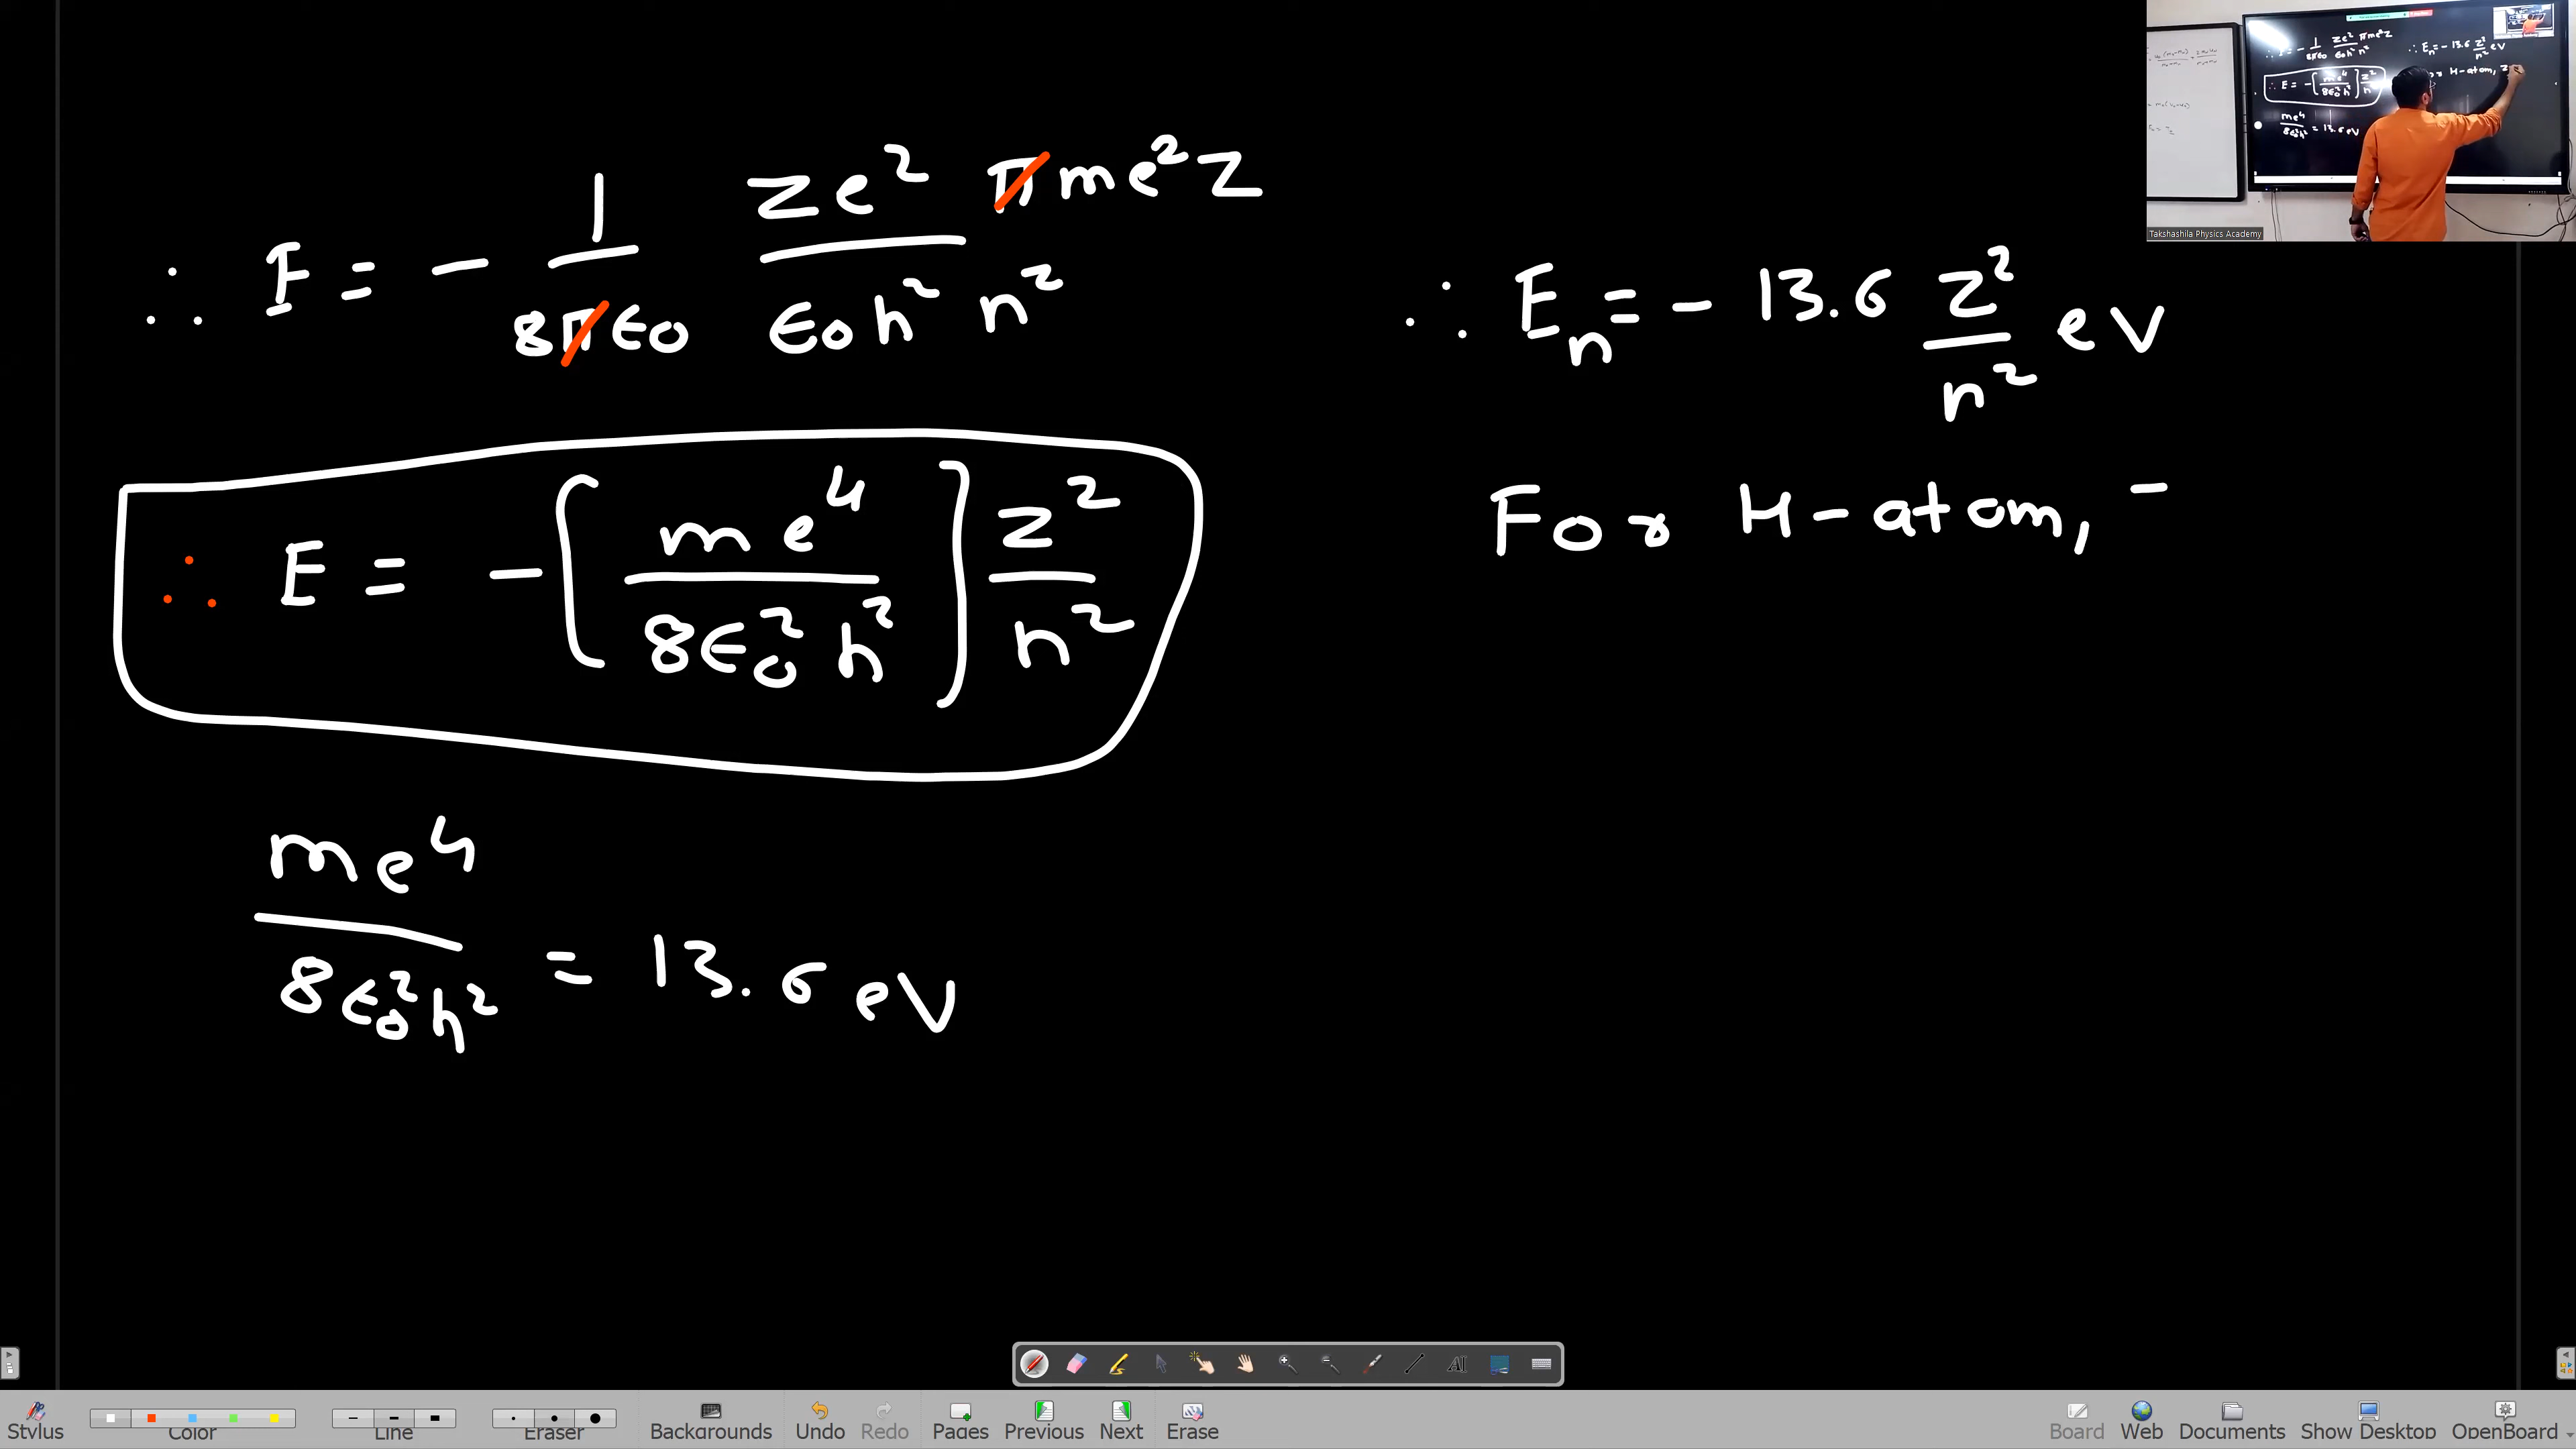 ∴ E = - 1/8πϵ0 ze²/ϵ0h² πme²Z/n²
∴ E = -[me⁴/8ϵ0²h²] z²/n²
me⁴/8ϵ0²h² = 13.6 eV
∴ En = - 13.6 Z²/n² eV
For H-atom,
Takshashila Physics Academy
Stylus
Color
Line
Eraser
Backgrounds
Undo
Redo
Pages
Previous
Next
Erase
Board
Web
Documents
Show Desktop
OpenBoard